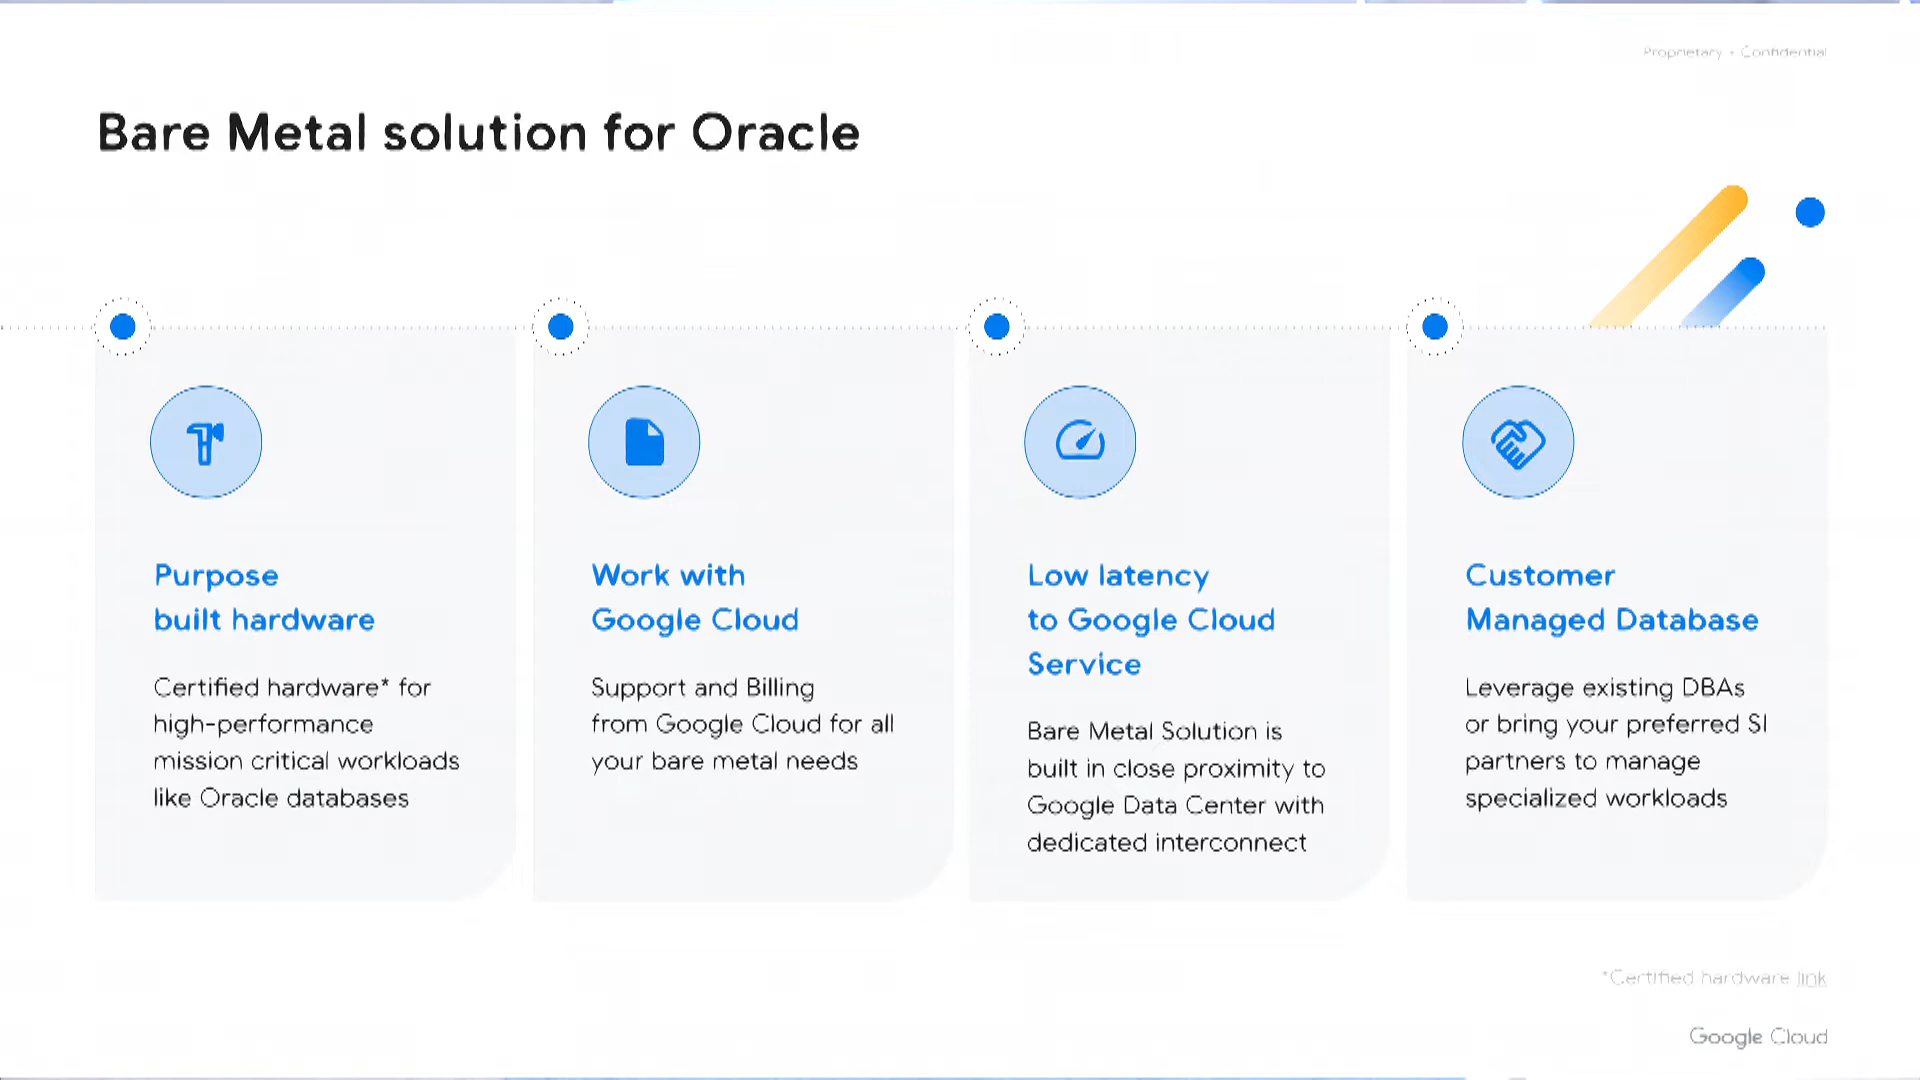 Proprietary + Confidential
Bare Metal solution for Oracle
Purpose
built hardware
Certified hardware* for
high-performance
mission critical workloads
like Oracle databases
Work with
Google Cloud
Support and Billing
from Google Cloud for all
your bare metal needs
Low latency
to Google Cloud
Service
Bare Metal Solution is
built in close proximity to
Google Data Center with
dedicated interconnect
Customer
Managed Database
Leverage existing DBAs
or bring your preferred SI
partners to manage
specialized workloads
*Certified hardware link
Google Cloud